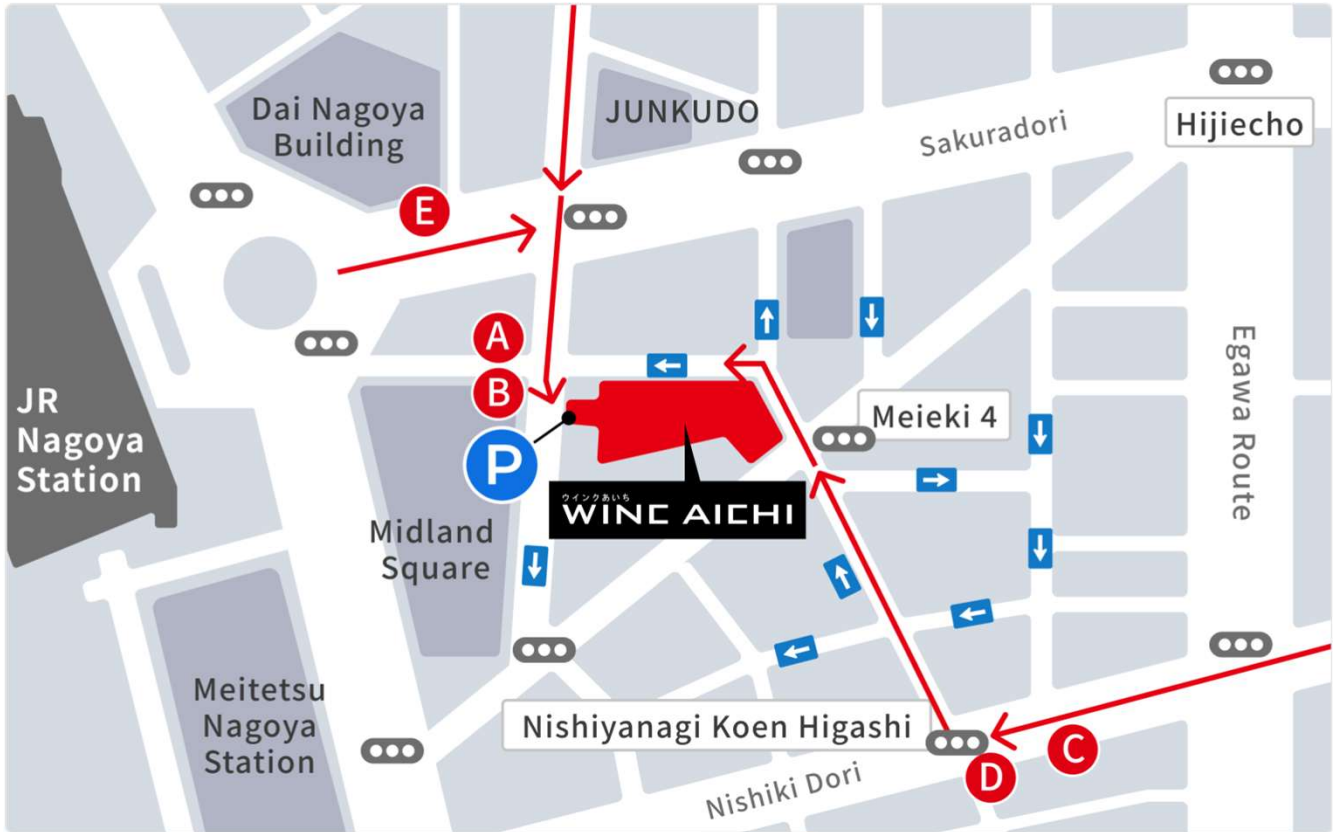 Dai Nagoya
Building
JUNKUDO
Sakuradori
Hijiecho
E
A
B
P
JR
Nagoya
Station
Midland
Square
ウインクあいち
WINC AICHI
Meieki 4
Egawa Route
Meitetsu
Nagoya
Station
Nishiyanagi Koen Higashi
Nishiki Dori
D
C